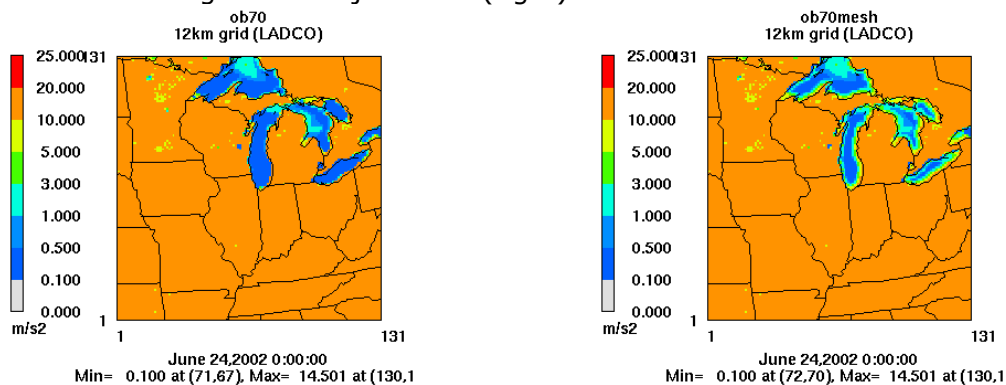 ob70
12km grid (LADCO)
25.000
20.000
10.000
5.000
3.000
1.000
0.500
0.100
0.000
m/s2
131
1
1
131
June 24,2002 0:00:00
Min= 0.100 at (71,67), Max= 14.501 at (130,1
ob70mesh
12km grid (LADCO)
25.000
20.000
10.000
5.000
3.000
1.000
0.500
0.100
0.000
m/s2
131
1
1
131
June 24,2002 0:00:00
Min= 0.100 at (72,70), Max= 14.501 at (130,1